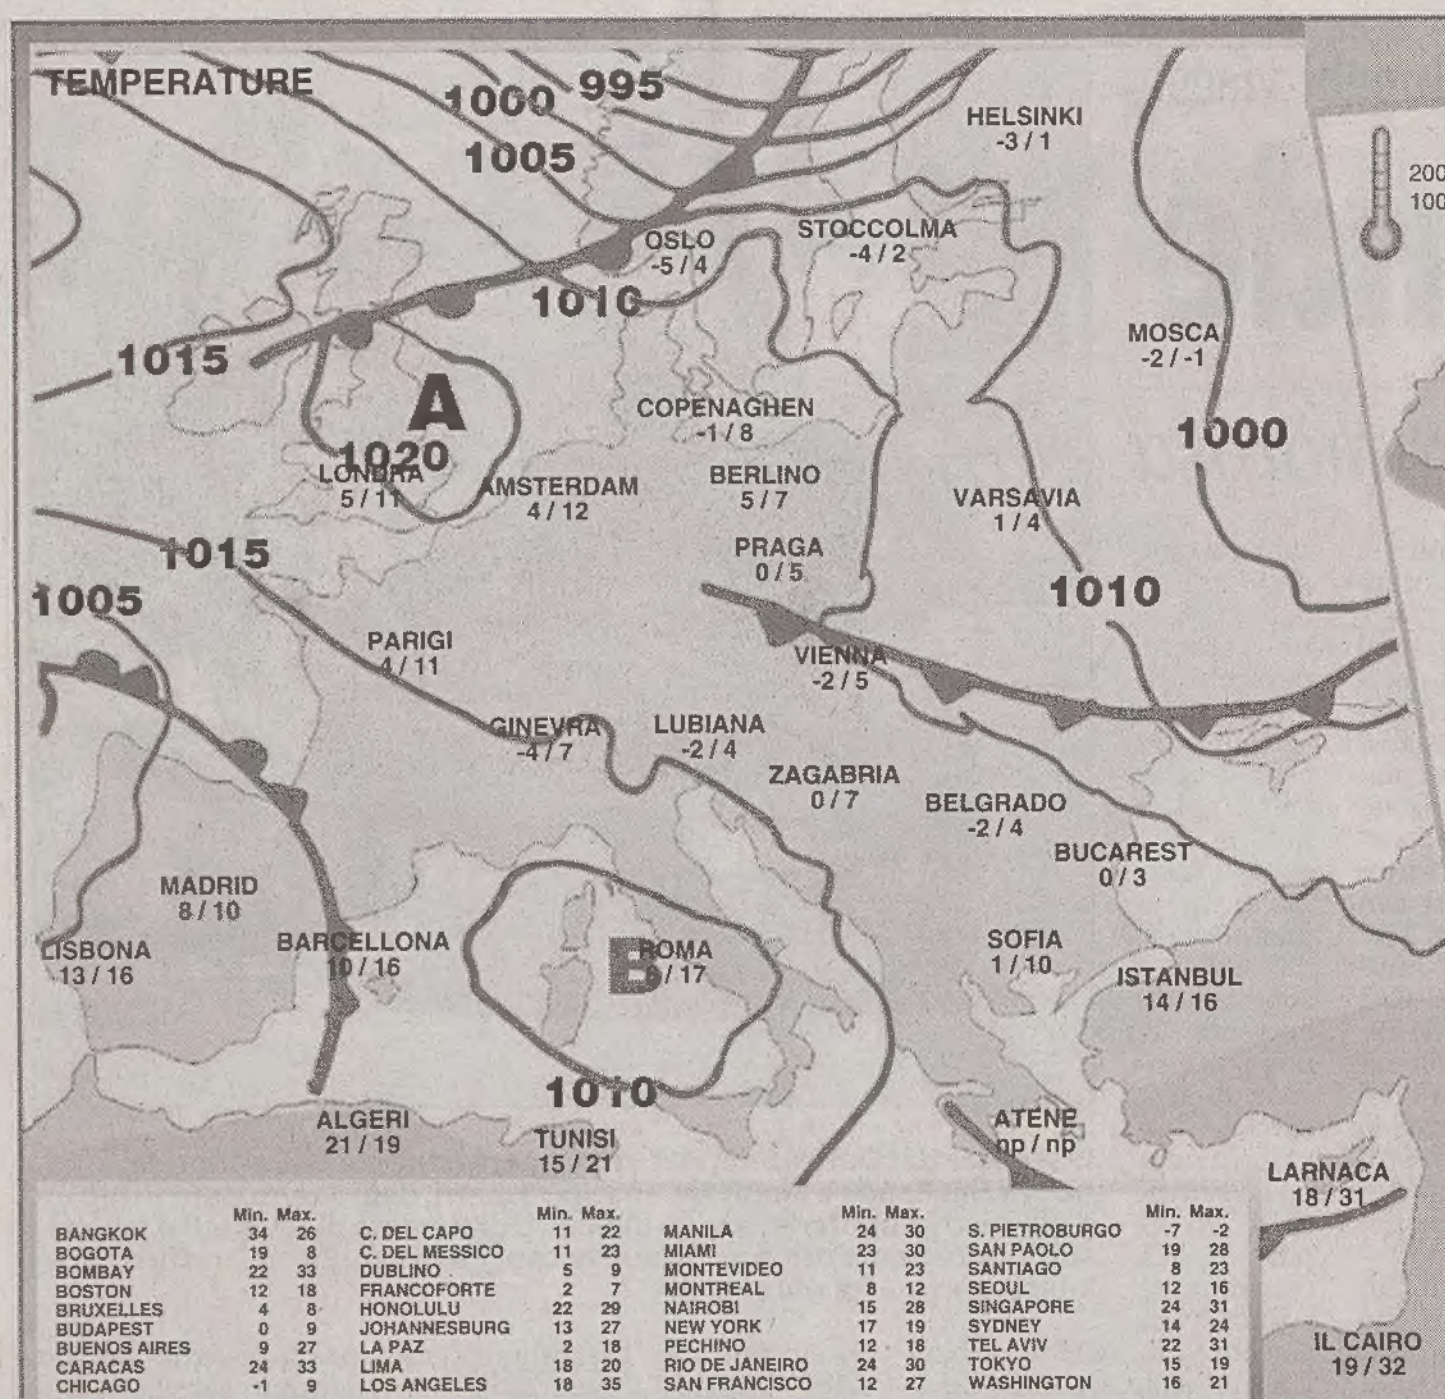 TEMPERATURE
995
1000
1005
HELSINKI
-3 / 1
200
100
STOCCOLMA
-4 / 2
OSLO
-5 / 4
1010
1015
MOSCA
-2 / -1
A
COPENAGHEN
-1 / 8
1000
1020
LONDRA
5 / 11
AMSTERDAM
4 / 12
BERLINO
5 / 7
VARSAVIA
1 / 4
PRAGA
0 / 5
1015
1005
1010
PARIGI
4 / 11
VIENNA
-2 / 5
GINEVRA
-4 / 7
LUBIANA
-2 / 4
ZAGABRIA
0 / 7
BELGRADO
-2 / 4
BUCAREST
0 / 3
MADRID
8 / 10
LISBONA
13 / 16
BARCELLONA
10 / 16
B
ROMA
6 / 17
SOFIA
1 / 10
ISTANBUL
14 / 16
1010
ALGERI
21 / 19
TUNISI
15 / 21
ATENE
np / np
LARNACA
18 / 31
IL CAIRO
19 / 32
Min. Max. Min. Max. Min. Max. Min. Max.
BANGKOK 34 26 C. DEL CAPO 11 22 MANILA 24 30 S. PIETROBURGO -7 -2
BOGOTA 19 8 C. DEL MESSICO 11 23 MIAMI 23 30 SAN PAOLO 19 28
BOMBAY 22 33 DUBLINO 5 9 MONTEVIDEO 11 23 SANTIAGO 8 23
BOSTON 12 18 FRANCOFORTE 2 7 MONTREAL 8 12 SEOUL 12 16
BRUXELLES 4 8 HONOLULU 22 29 NAIROBI 15 28 SINGAPORE 24 31
BUDAPEST 0 9 JOHANNESBURG 13 27 NEW YORK 17 19 SYDNEY 14 24
BUENOS AIRES 9 27 LA PAZ 2 18 PECHINO 12 18 TEL AVIV 22 31
CARACAS 24 33 LIMA 18 20 RIO DE JANEIRO 24 30 TOKYO 15 19
CHICAGO -1 9 LOS ANGELES 18 35 SAN FRANCISCO 12 27 WASHINGTON 16 21